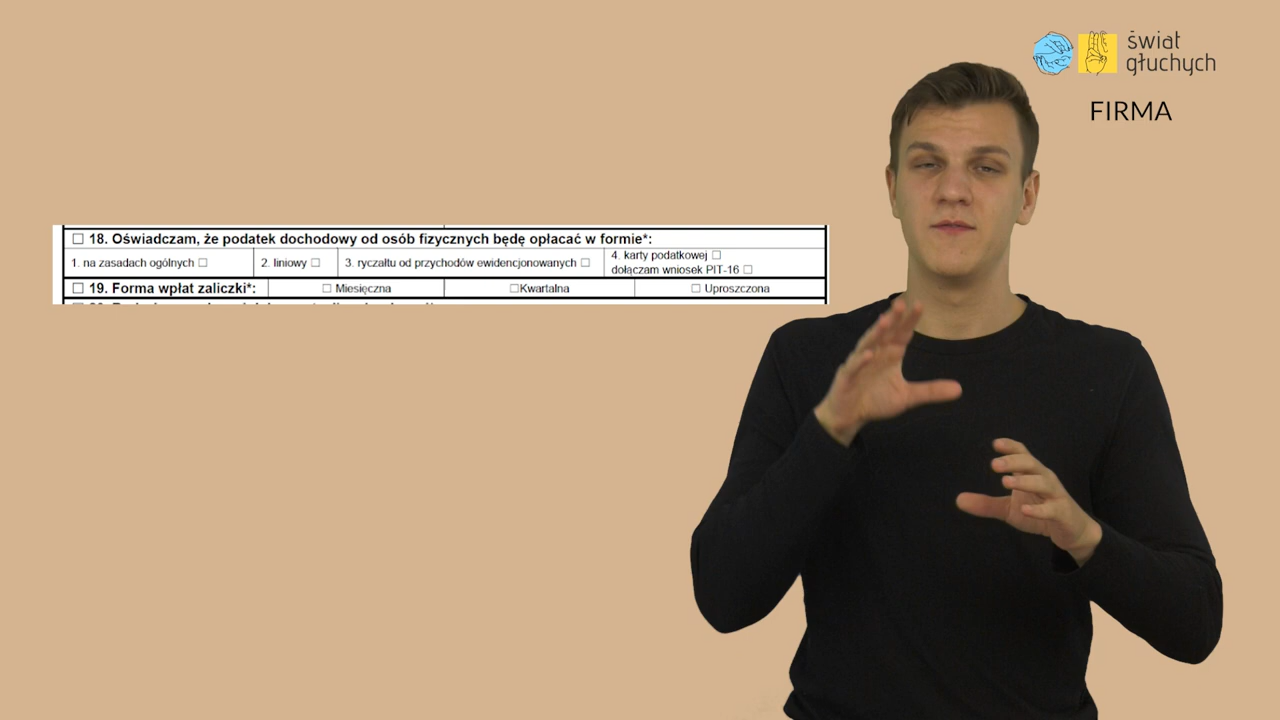 świat
głuchych
FIRMA
☐ 18. Oświadczam, że podatek dochodowy od osób fizycznych będę opłacać w formie*:
1. na zasadach ogólnych ☐
2. liniowy ☐
3. ryczałtu od przychodów ewidencjonowanych ☐
4. karty podatkowej ☐
dołączam wniosek PIT-16 ☐
☐ 19. Forma wpłat zaliczki*:
☐ Miesięczna
☐Kwartalna
☐ Uproszczona